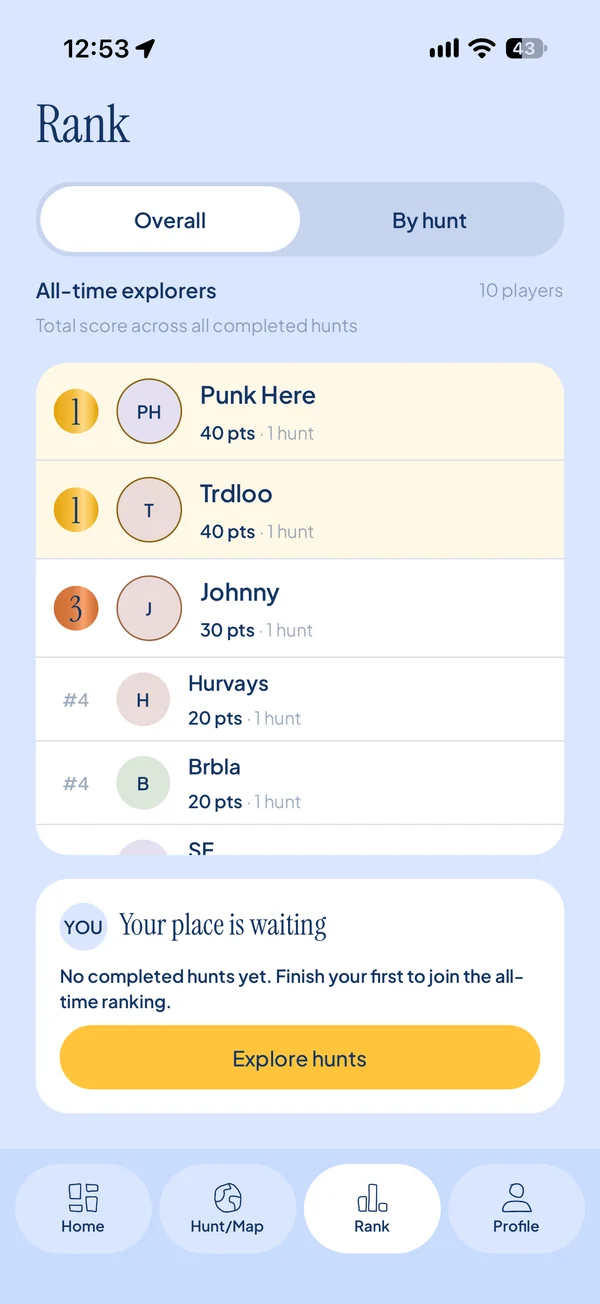 12:53
43
Rank
Overall
By hunt
All-time explorers
10 players
Total score across all completed hunts
1
PH
Punk Here
40 pts · 1 hunt
1
T
Trdloo
40 pts · 1 hunt
3
J
Johnny
30 pts · 1 hunt
#4
H
Hurvays
20 pts · 1 hunt
#4
B
Brbla
20 pts · 1 hunt
YOU
Your place is waiting
No completed hunts yet. Finish your first to join the all-
time ranking.
Explore hunts
Home
Hunt/Map
Rank
Profile